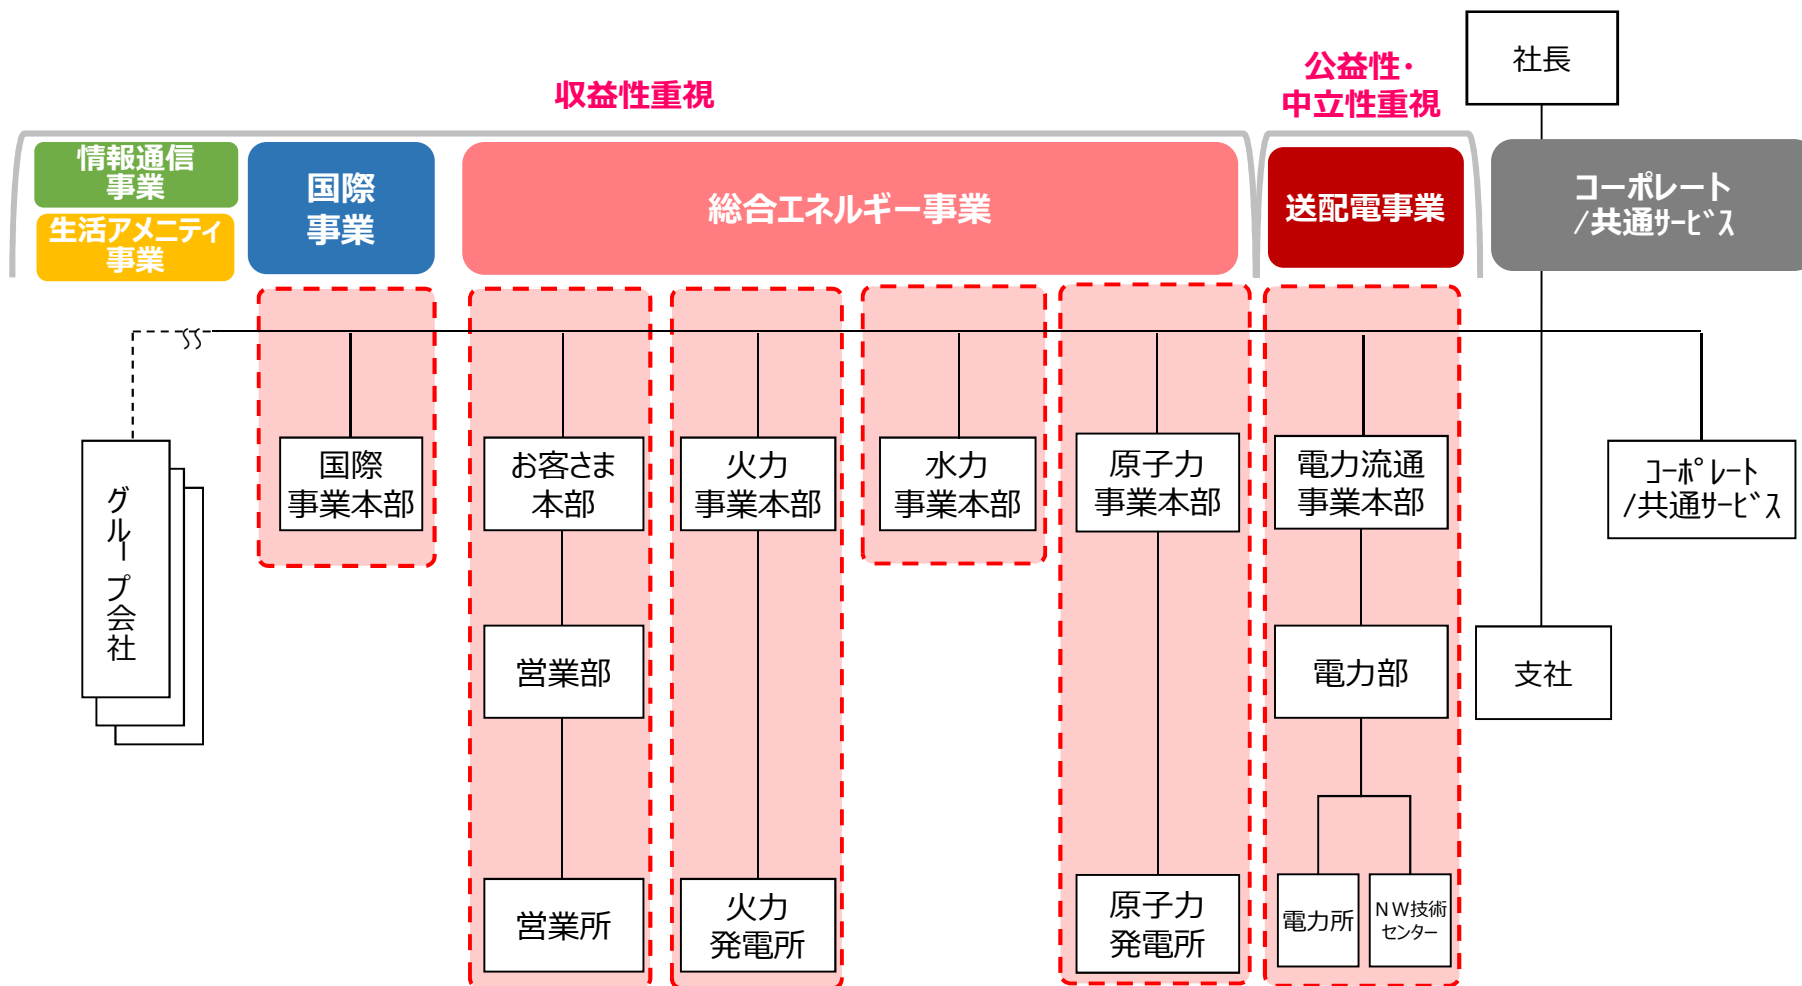 社長
収益性重視
公益性・
中立性重視
情報通信
事業
生活アメニティ
事業
国際
事業
総合エネルギー事業
送配電事業
コーポレート
/共通ｻｰﾋﾞｽ
グループ会社
国際
事業本部
お客さま
本部
火力
事業本部
水力
事業本部
原子力
事業本部
電力流通
事業本部
ｺｰﾎﾟﾚｰﾄ
/共通ｻｰﾋﾞｽ
営業部
電力部
支社
営業所
火力
発電所
原子力
発電所
電力所
ＮＷ技術
センター